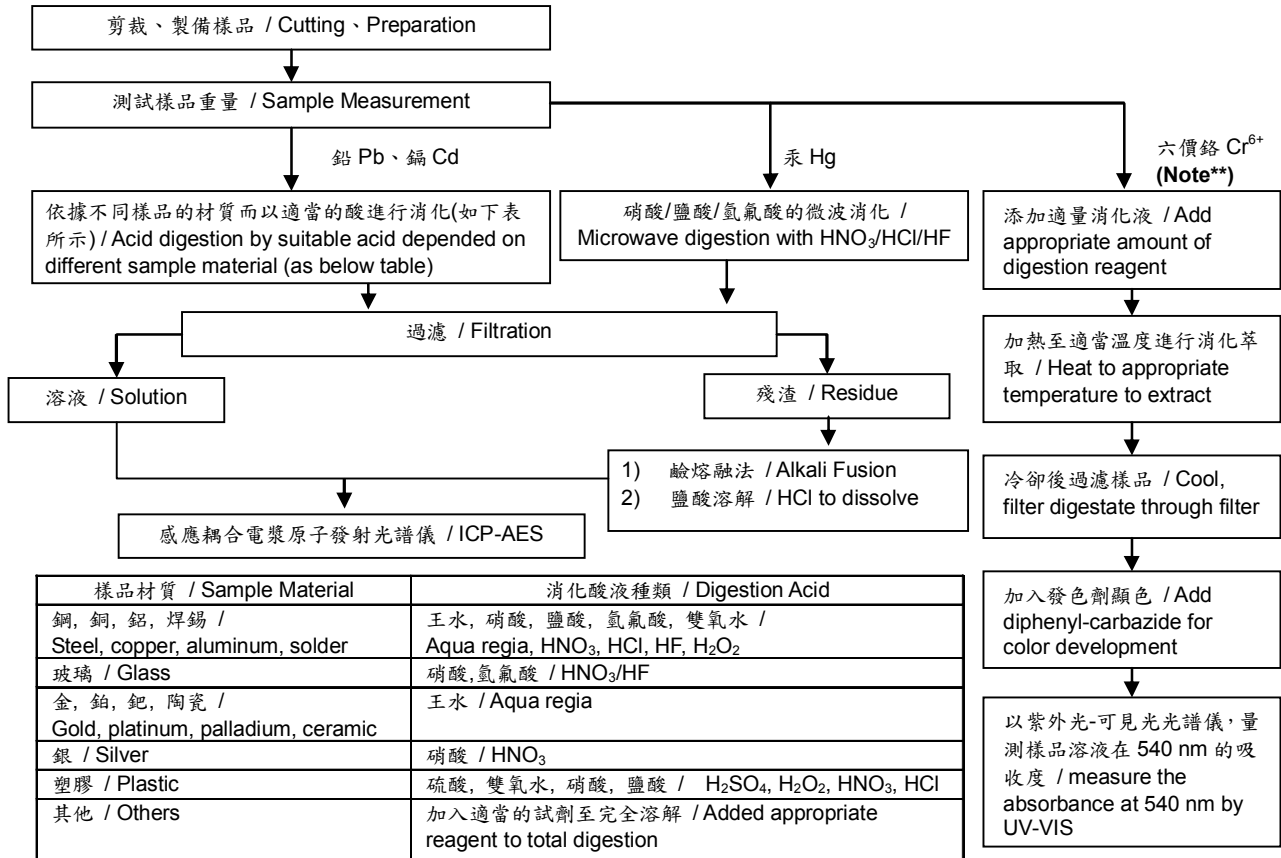 剪裁、製備樣品 / Cutting、Preparation
測試樣品重量 / Sample Measurement
鉛 Pb、鎘 Cd
汞 Hg
六價鉻 Cr⁶⁺
(Note**)
依據不同樣品的材質而以適當的酸進行消化(如下表
所示) / Acid digestion by suitable acid depended on
different sample material (as below table)
硝酸/鹽酸/氫氟酸的微波消化 /
Microwave digestion with HNO₃/HCl/HF
添加適量消化液 / Add
appropriate amount of
digestion reagent
過濾 / Filtration
加熱至適當溫度進行消化萃
取 / Heat to appropriate
temperature to extract
溶液 / Solution
殘渣 / Residue
1) 鹼熔融法 / Alkali Fusion
2) 鹽酸溶解 / HCl to dissolve
冷卻後過濾樣品 / Cool,
filter digestate through filter
感應耦合電漿原子發射光譜儀 / ICP-AES
加入發色劑顯色 / Add
diphenyl-carbazide for
color development
以紫外光-可見光光譜儀，量
測樣品溶液在 540 nm 的吸
收度 / measure the
absorbance at 540 nm by
UV-VIS
樣品材質 / Sample Material
消化酸液種類 / Digestion Acid
鋼, 銅, 鋁, 焊錫 /
Steel, copper, aluminum, solder
王水, 硝酸, 鹽酸, 氫氟酸, 雙氧水 /
Aqua regia, HNO₃, HCl, HF, H₂O₂
玻璃 / Glass
硝酸,氫氟酸 / HNO₃/HF
金, 鉑, 鈀, 陶瓷 /
Gold, platinum, palladium, ceramic
王水 / Aqua regia
銀 / Silver
硝酸 / HNO₃
塑膠 / Plastic
硫酸, 雙氧水, 硝酸, 鹽酸 / H₂SO₄, H₂O₂, HNO₃, HCl
其他 / Others
加入適當的試劑至完全溶解 / Added appropriate
reagent to total digestion